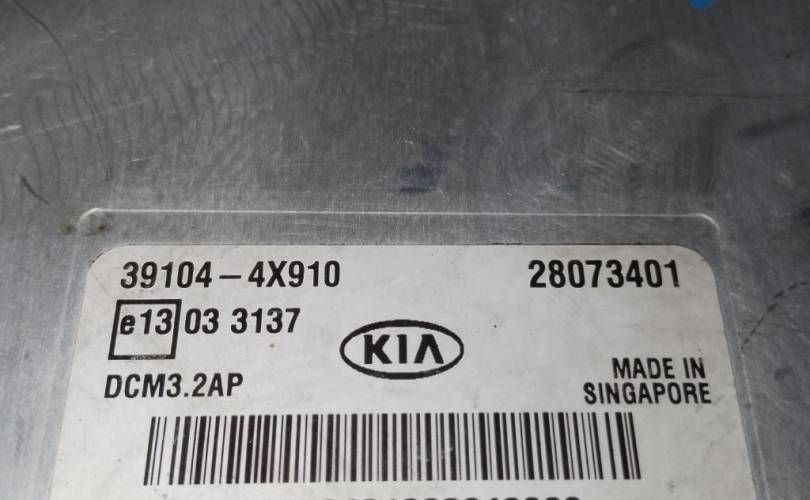 39104-4X910 28073401
e13 03 3137
KIA
DCM3.2AP
MADE IN
SINGAPORE